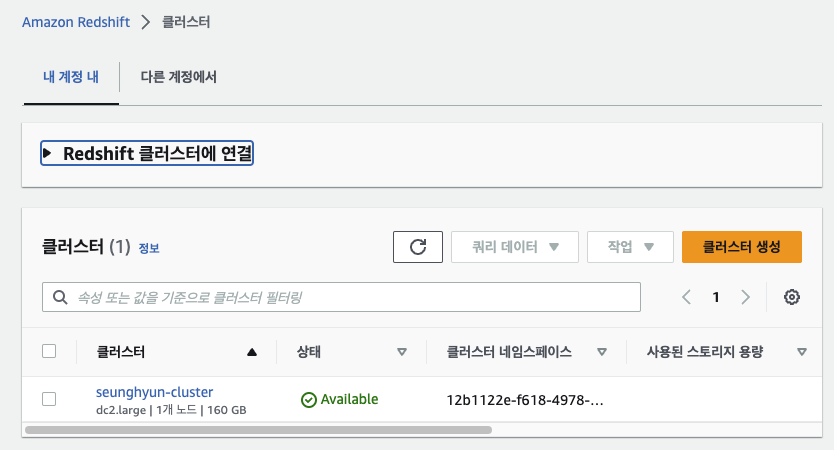 Amazon Redshift > 클러스터
내 계정 내 다른 계정에서
Redshift 클러스터에 연결
클러스터 (1) 정보 쿼리 데이터 작업 클러스터 생성
속성 또는 값을 기준으로 클러스터 필터링 1
클러스터 상태 클러스터 네임스페이스 사용된 스토리지 용량
seunghyun-cluster Available 12b1122e-f618-4978-...
dc2.large | 1개 노드 | 160 GB